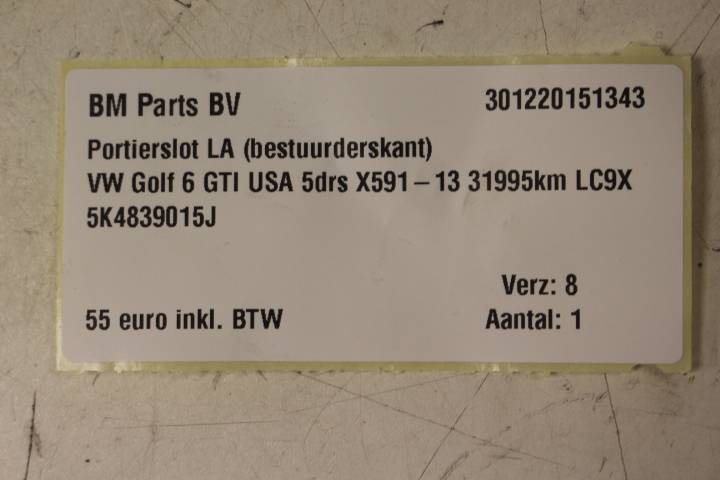 BM Parts BV 301220151343
Portierslot LA (bestuurderskant)
VW Golf 6 GTI USA 5drs X591-13 31995km LC9X
5K4839015J
Verz: 8
55 euro inkl. BTW Aantal: 1